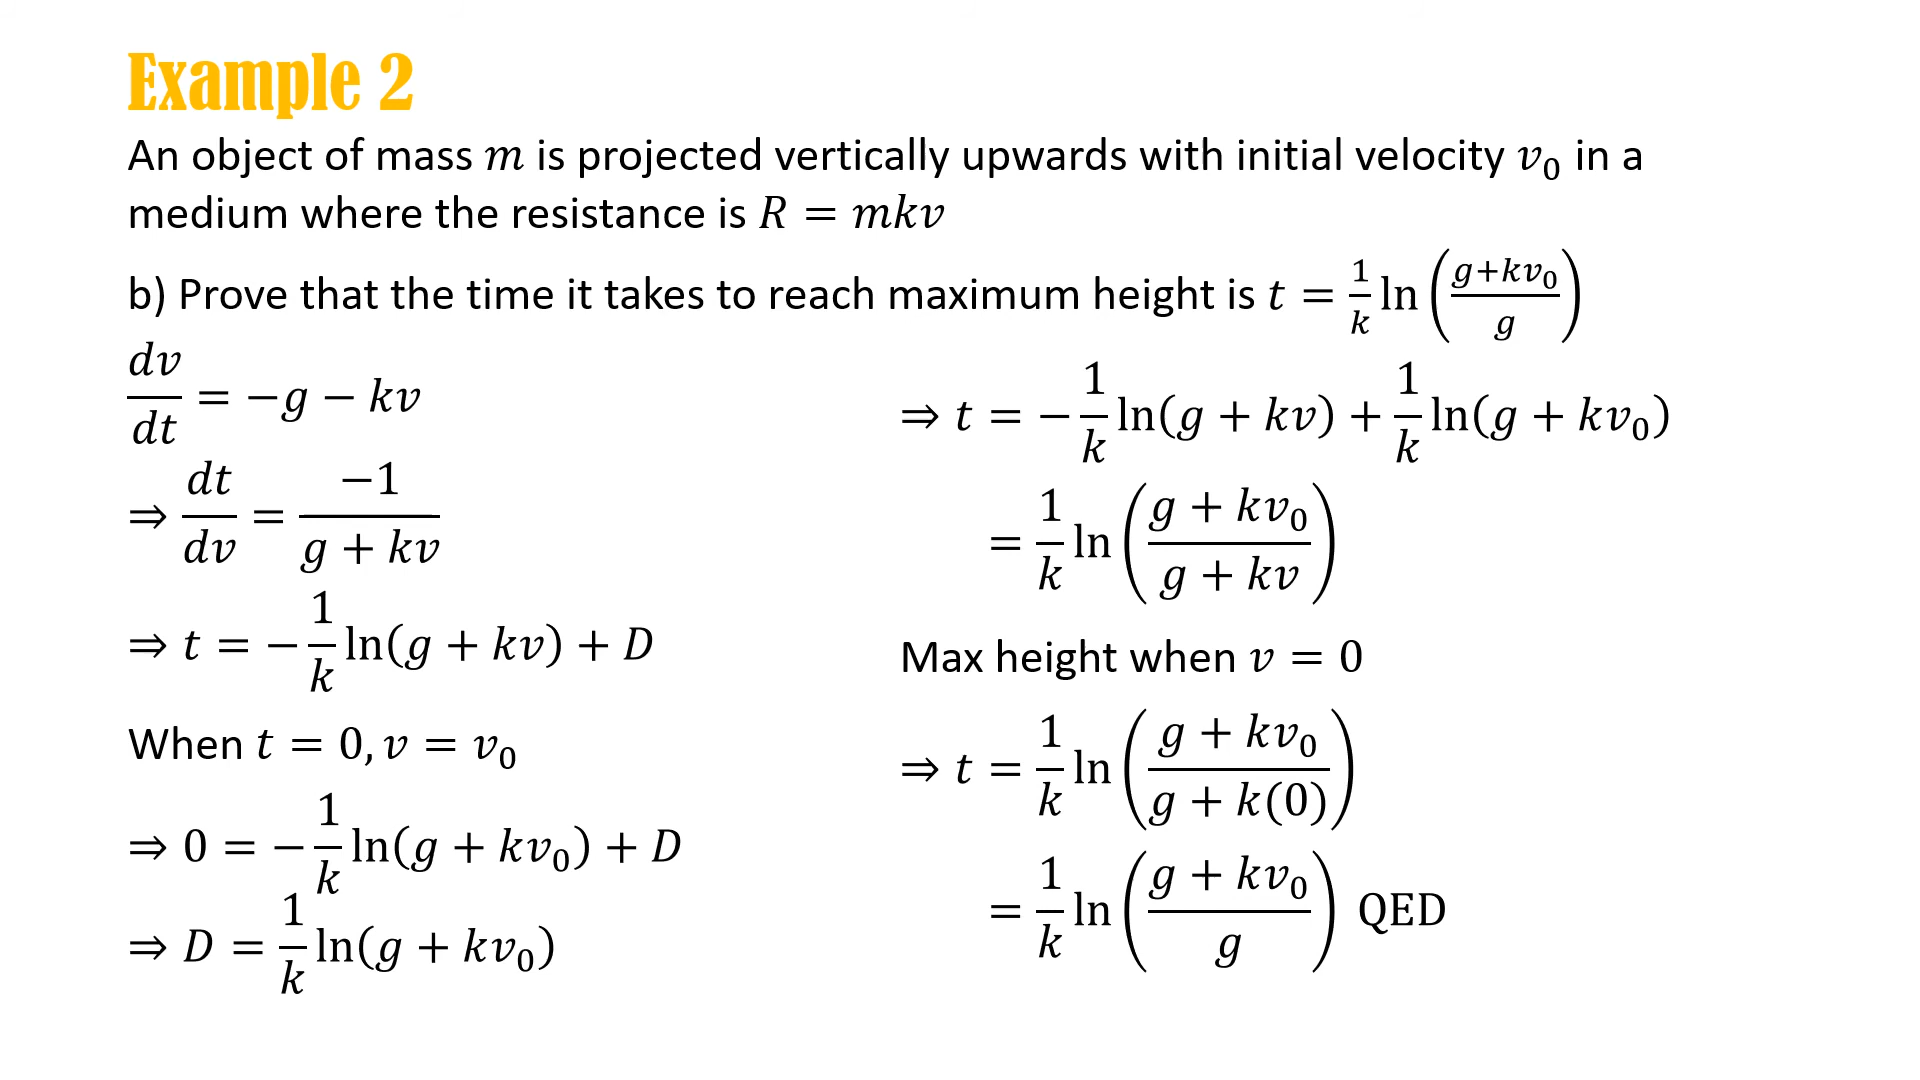 Example 2
An object of mass 𝑚 is projected vertically upwards with initial velocity 𝑣₀ in a
medium where the resistance is 𝑅 = 𝑚𝑘𝑣
b) Prove that the time it takes to reach maximum height is 𝑡 = 1/𝑘 ln((𝑔+𝑘𝑣₀)/𝑔)
𝑑𝑣/𝑑𝑡 = −𝑔 − 𝑘𝑣
⇒ 𝑑𝑡/𝑑𝑣 = −1/(𝑔 + 𝑘𝑣)
⇒ 𝑡 = −1/𝑘 ln(𝑔 + 𝑘𝑣) + 𝐷
When 𝑡 = 0, 𝑣 = 𝑣₀
⇒ 0 = −1/𝑘 ln(𝑔 + 𝑘𝑣₀) + 𝐷
⇒ 𝐷 = 1/𝑘 ln(𝑔 + 𝑘𝑣₀)
⇒ 𝑡 = −1/𝑘 ln(𝑔 + 𝑘𝑣) + 1/𝑘 ln(𝑔 + 𝑘𝑣₀)
= 1/𝑘 ln((𝑔 + 𝑘𝑣₀)/(𝑔 + 𝑘𝑣))
Max height when 𝑣 = 0
⇒ 𝑡 = 1/𝑘 ln((𝑔 + 𝑘𝑣₀)/(𝑔 + 𝑘(0)))
= 1/𝑘 ln((𝑔 + 𝑘𝑣₀)/𝑔) QED